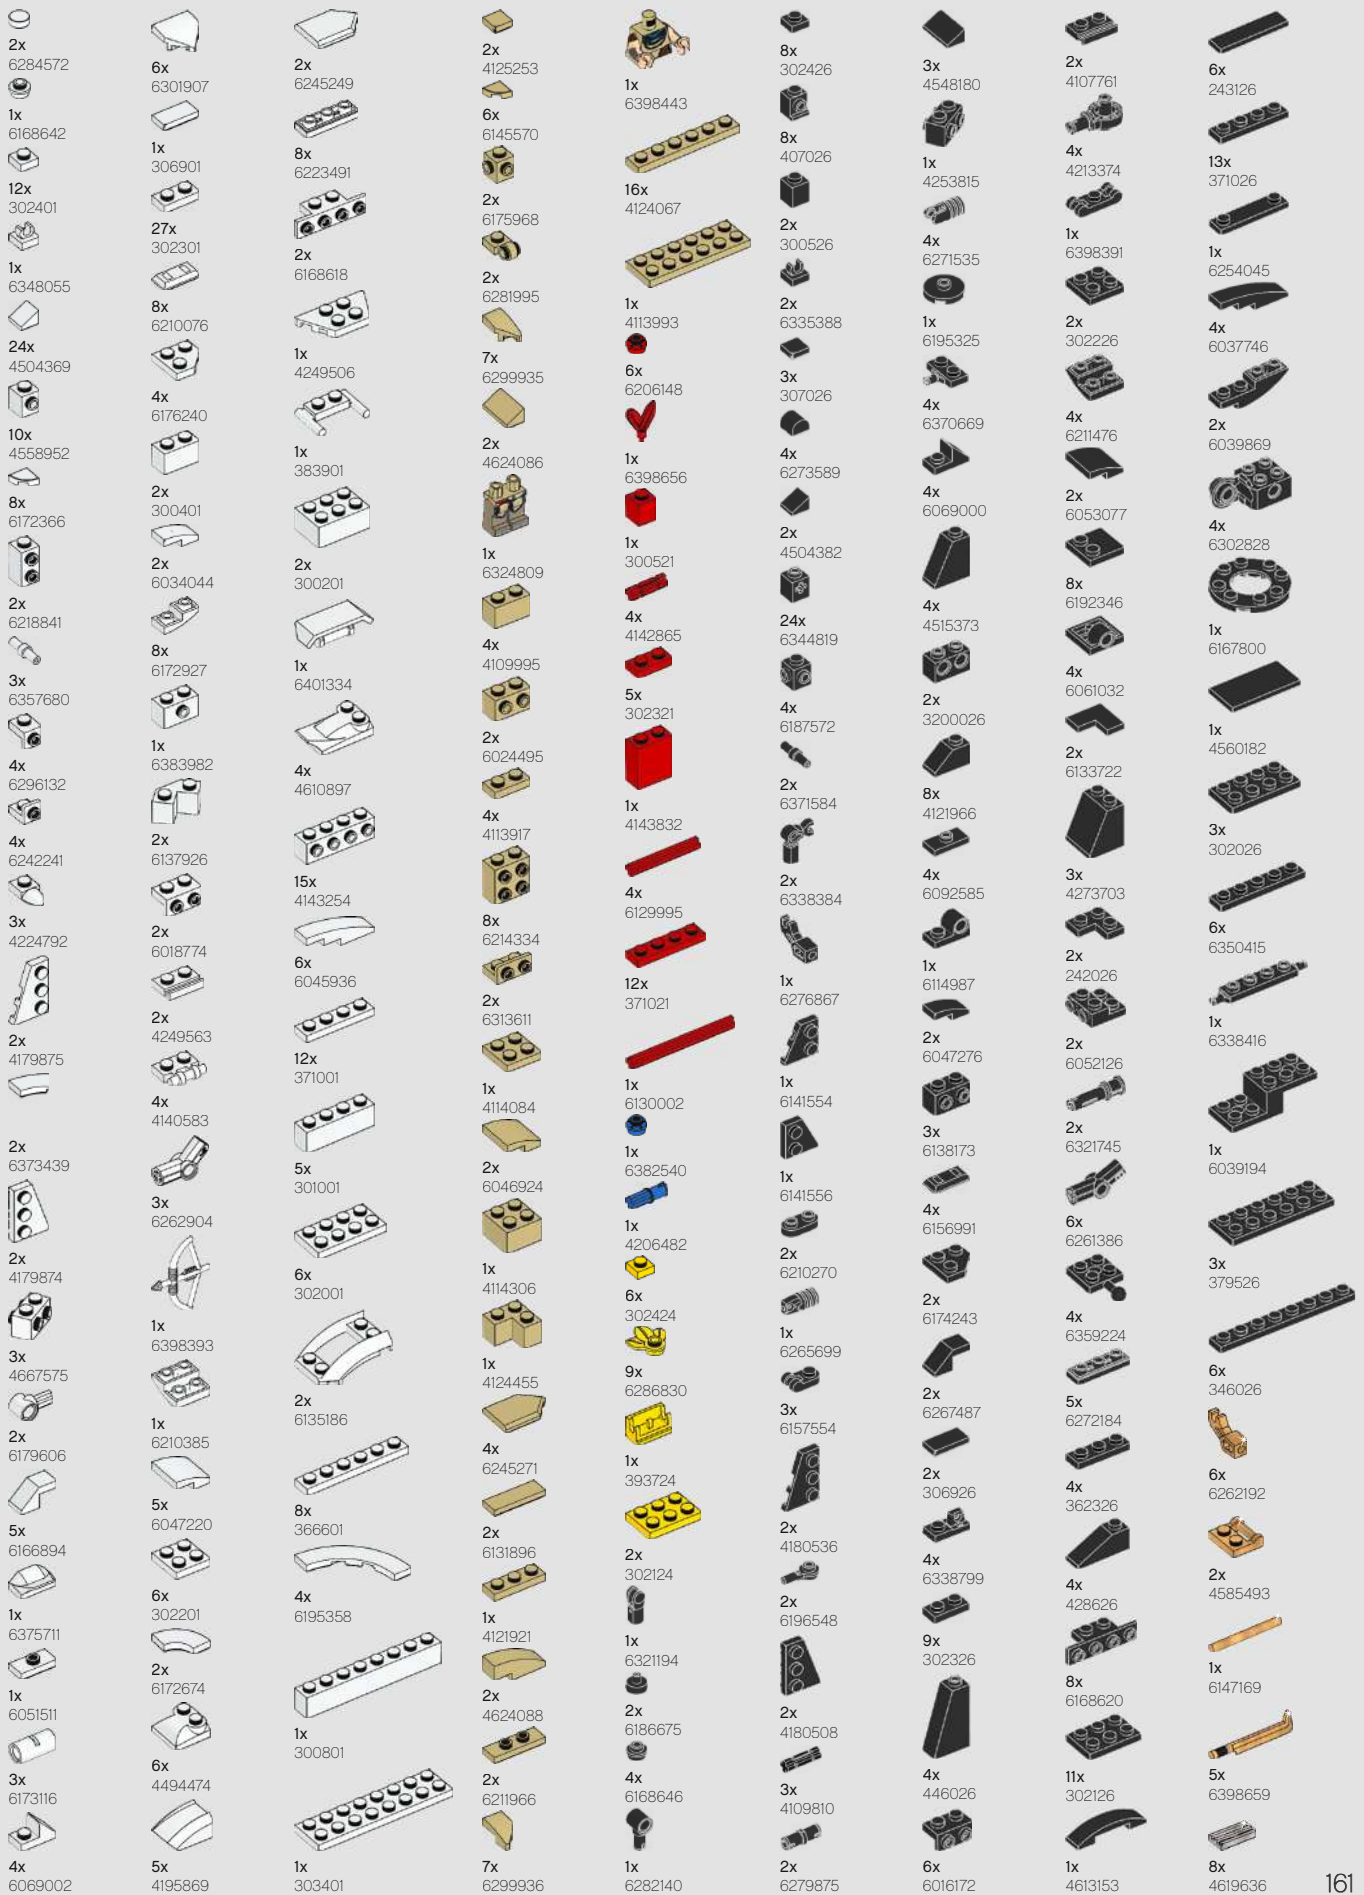 2x
6284572
1x
6168642
12x
302401
1x
6348055
24x
4504369
10x
4558952
8x
6172366
2x
6218841
3x
6357680
4x
6296132
4x
6242241
3x
4224792
2x
4179875
2x
6373439
2x
4179874
3x
4667575
2x
6179606
5x
6166894
1x
6375711
1x
6051511
3x
6173116
4x
6069002
6x
6301907
1x
306901
27x
302301
8x
6210076
4x
6176240
2x
300401
2x
6034044
8x
6172927
1x
6383982
2x
6137926
2x
6018774
2x
4249563
4x
4140583
3x
6262904
1x
6398393
1x
6210385
5x
6047220
6x
302201
2x
6172674
6x
4494474
5x
4195869
2x
6245249
8x
6223491
2x
6168618
1x
4249506
1x
383901
2x
300201
1x
6401334
4x
4610897
15x
4143254
6x
6045936
12x
371001
5x
301001
6x
302001
2x
6135186
8x
366601
4x
6195358
1x
300801
1x
303401
2x
4125253
6x
6145570
2x
6175968
2x
6281995
7x
6299935
2x
4624086
1x
6324809
4x
4109995
2x
6024495
4x
4113917
8x
6214334
2x
6313611
1x
4114084
2x
6046924
1x
4114306
1x
4124455
4x
6245271
2x
6131896
1x
4121921
2x
4624088
2x
6211966
7x
6299936
1x
6398443
16x
4124067
1x
4113993
6x
6206148
1x
6398656
1x
300521
4x
4142865
5x
302321
1x
4143832
4x
6129995
12x
371021
1x
6130002
1x
6382540
1x
4206482
6x
302424
9x
6286830
1x
393724
2x
302124
1x
6321194
2x
6186675
4x
6168646
1x
6282140
8x
302426
8x
407026
2x
300526
2x
6335388
3x
307026
4x
6273589
2x
4504382
24x
6344819
4x
6187572
2x
6371584
2x
6338384
1x
6276867
1x
6141554
1x
6141556
2x
6210270
1x
6265699
3x
6157554
2x
4180536
2x
6196548
2x
4180508
3x
4109810
2x
6279875
3x
4548180
1x
4253815
4x
6271535
1x
6195325
4x
6370669
4x
6069000
4x
4515373
2x
3200026
8x
4121966
4x
6092585
1x
6114987
2x
6047276
3x
6138173
4x
6156991
2x
6174243
2x
6267487
2x
306926
4x
6338799
9x
302326
4x
446026
6x
6016172
2x
4107761
4x
4213374
1x
6398391
2x
302226
4x
6211476
2x
6053077
8x
6192346
4x
6061032
2x
6133722
3x
4273703
2x
242026
2x
6052126
2x
6321745
6x
6261386
4x
6359224
5x
6272184
4x
362326
4x
428626
8x
6168620
11x
302126
1x
4613153
6x
243126
13x
371026
1x
6254045
4x
6037746
2x
6039869
4x
6302828
1x
6167800
1x
4560182
3x
302026
6x
6350415
1x
6338416
1x
6039194
3x
379526
6x
346026
6x
6262192
2x
4585493
1x
6147169
5x
6398659
8x
4619636
161